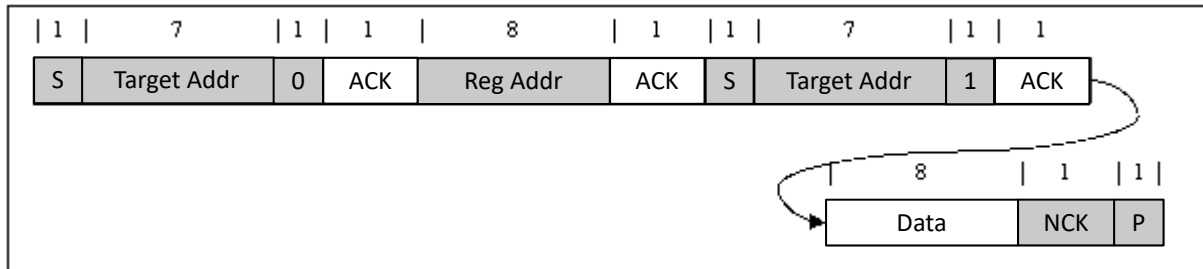 | 1 | 7 | 1 | 1 | 8 | 1 | 1 | 7 | 1 | 1
S Target Addr 0 ACK Reg Addr ACK S Target Addr 1 ACK
| 8 | 1 | 1 |
Data NCK P